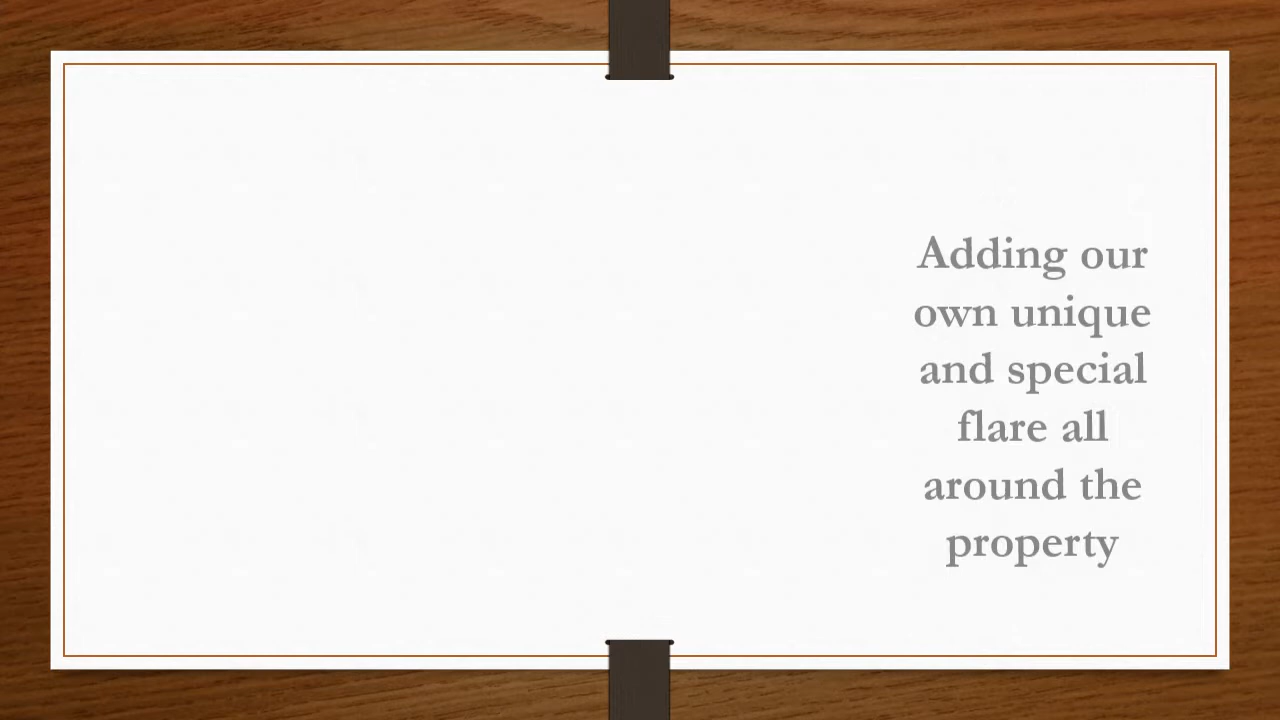 Adding our
own unique
and special
flare all
around the
property